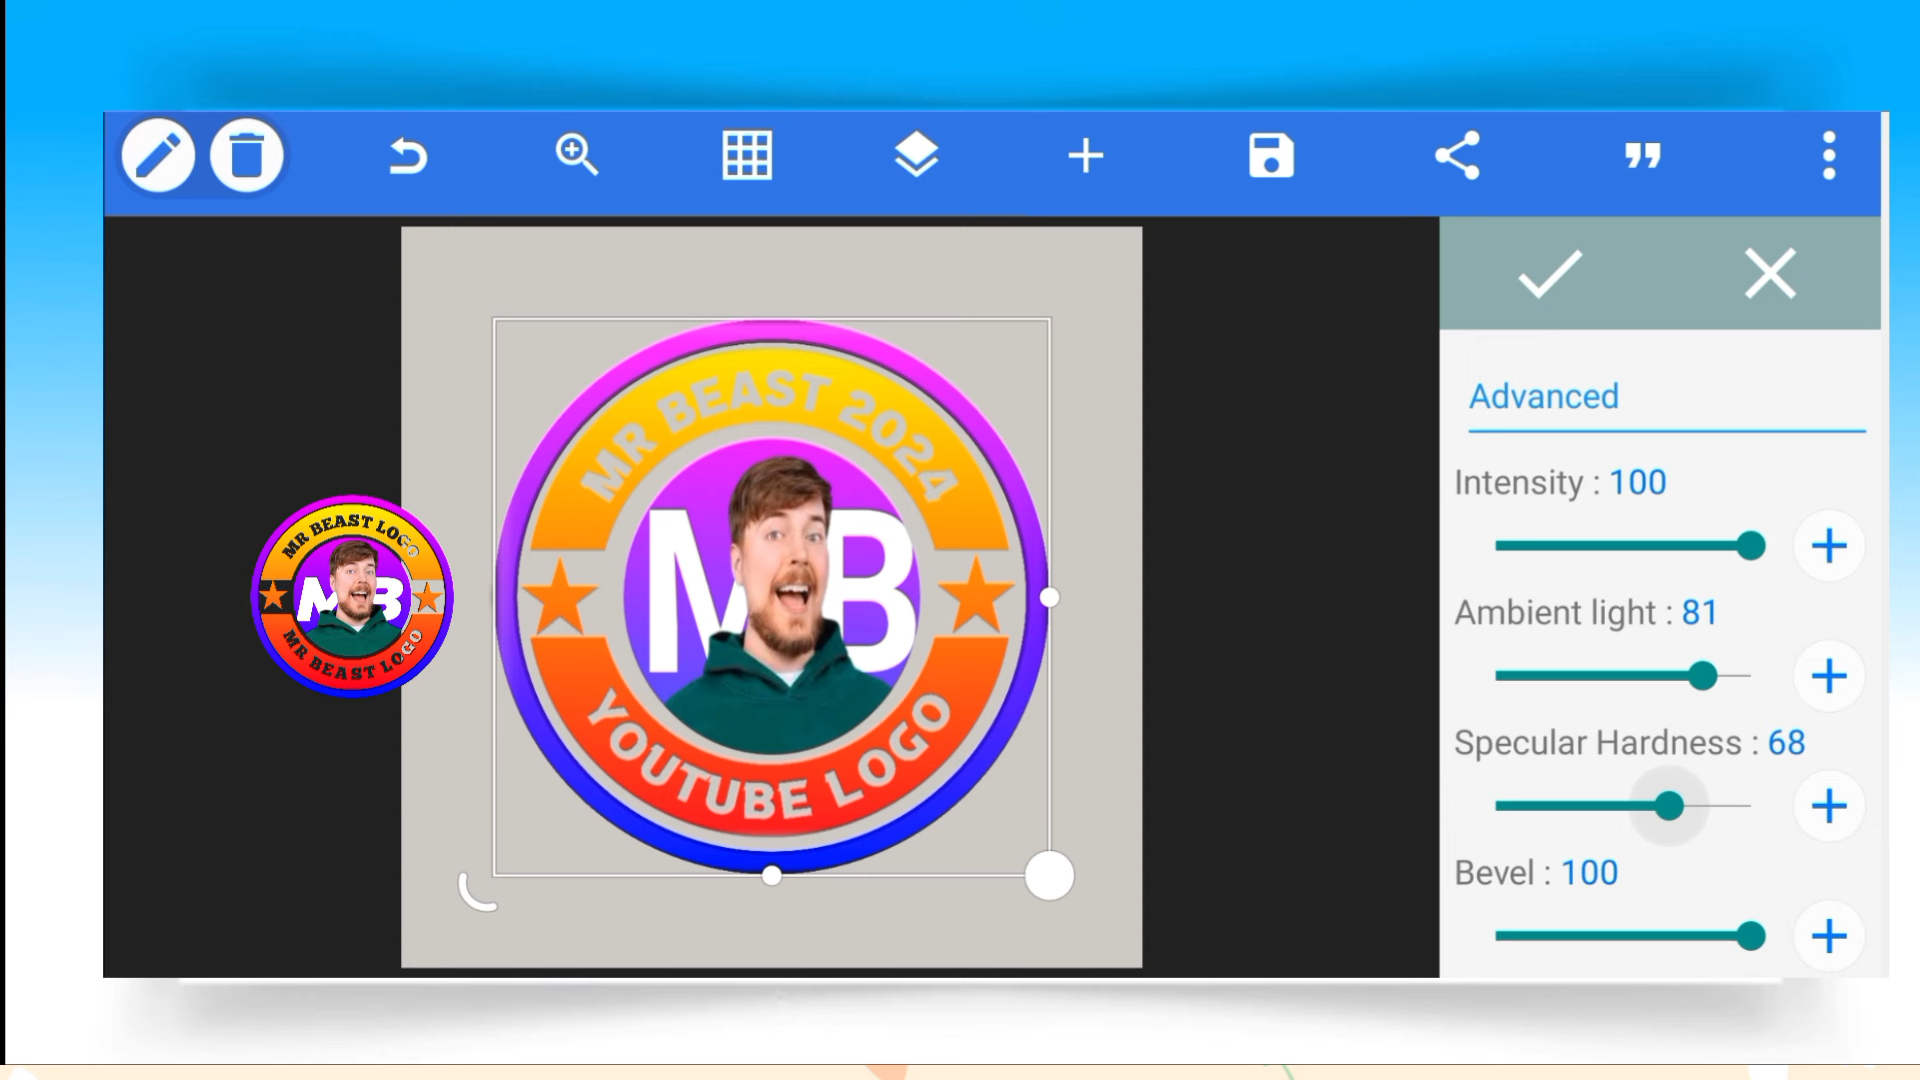 MR BEAST 2024
MB
YOUTUBE LOGO
MR BEAST LOGO
MB
MR BEAST LOGO
Advanced
Intensity : 100
Ambient light : 81
Specular Hardness : 68
Bevel : 100